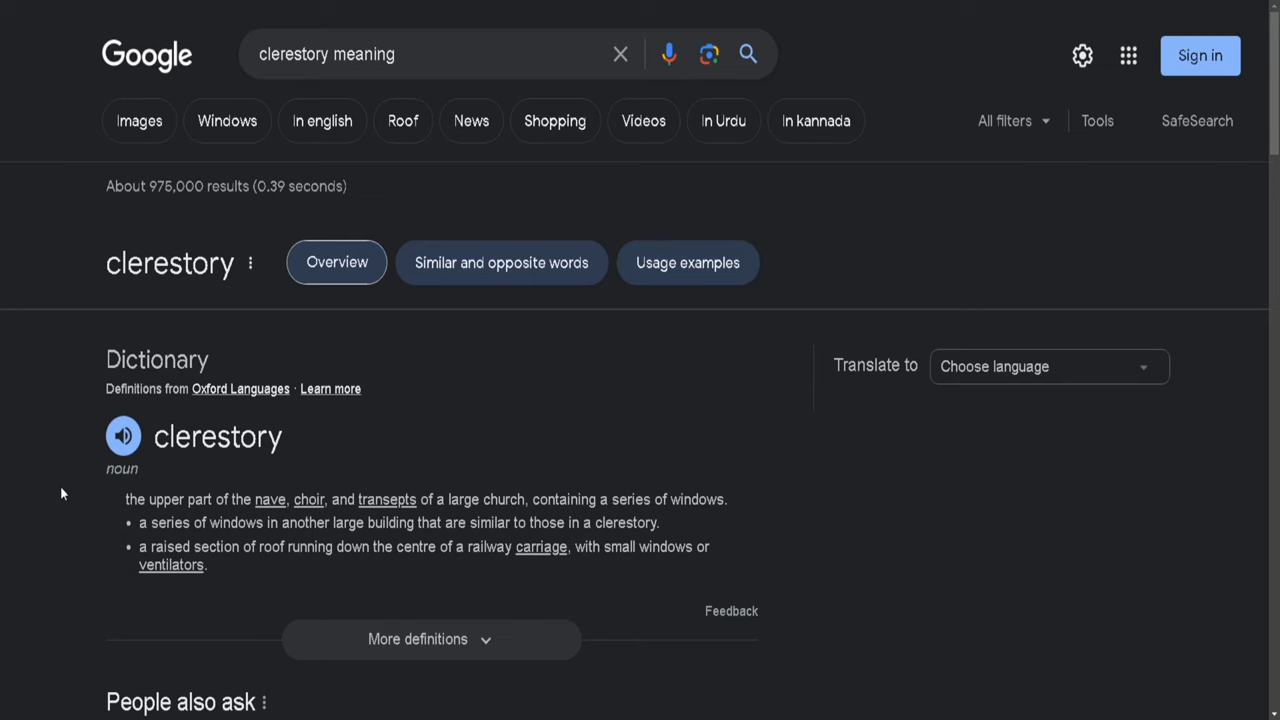 Google
clerestory meaning
Sign in
Images
Windows
In english
Roof
News
Shopping
Videos
In Urdu
In kannada
All filters
Tools
SafeSearch
About 975,000 results (0.39 seconds)
clerestory
Overview
Similar and opposite words
Usage examples
Dictionary
Definitions from Oxford Languages · Learn more
Translate to
Choose language
clerestory
noun
the upper part of the nave, choir, and transepts of a large church, containing a series of windows.
• a series of windows in another large building that are similar to those in a clerestory.
• a raised section of roof running down the centre of a railway carriage, with small windows or
ventilators.
Feedback
More definitions
People also ask